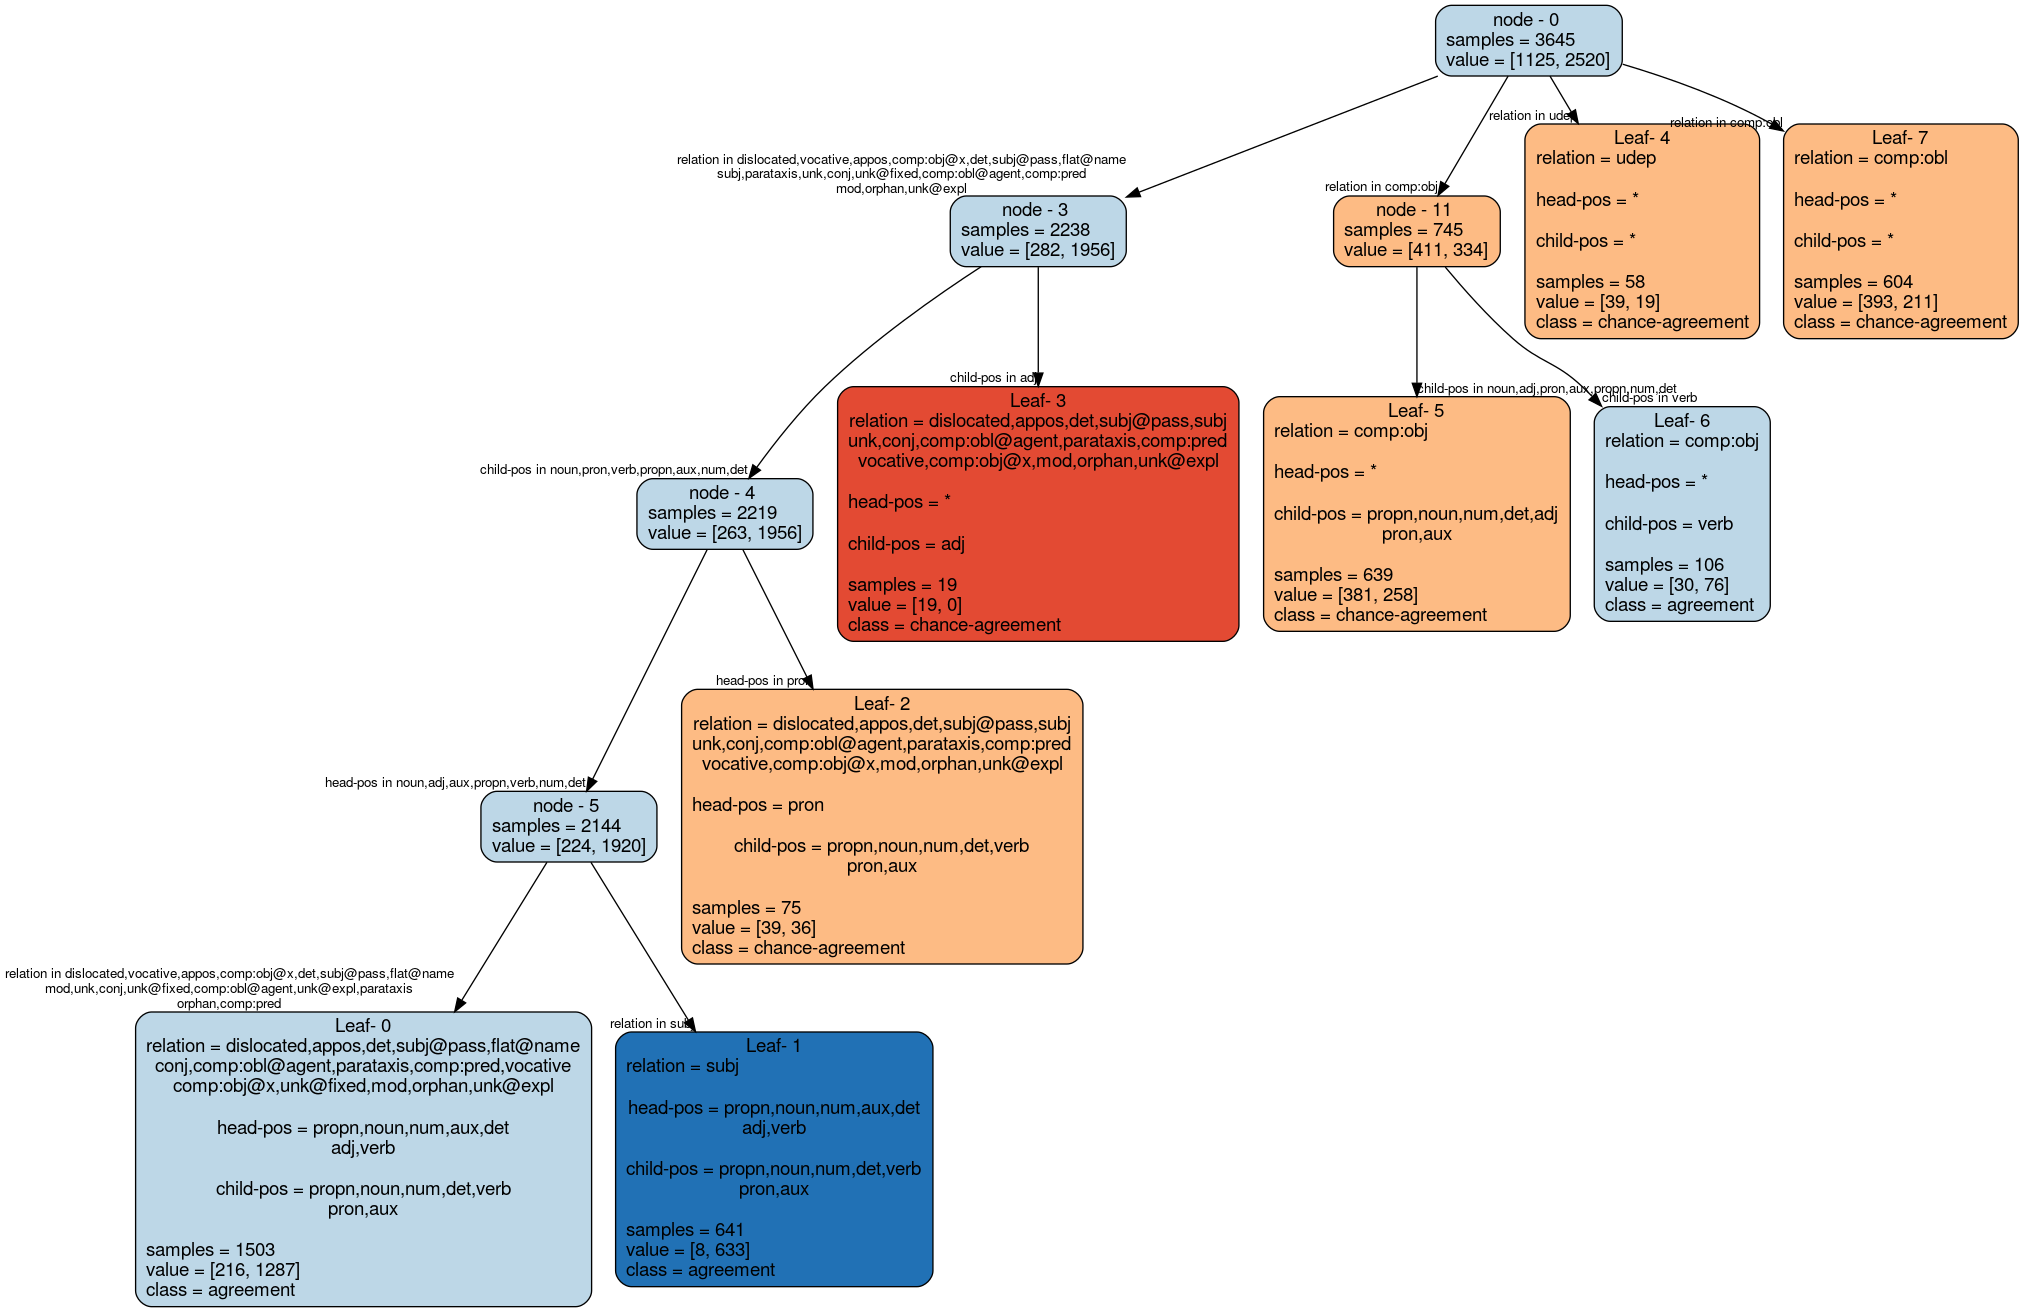 node - 0
samples = 3645
value = [1125, 2520]
relation in udep
relation in comp:obl
Leaf- 4
relation = udep
head-pos = *
child-pos = *
samples = 58
value = [39, 19]
class = chance-agreement
Leaf- 7
relation = comp:obl
head-pos = *
child-pos = *
samples = 604
value = [393, 211]
class = chance-agreement
relation in dislocated,vocative,appos,comp:obj@x,det,subj@pass,flat@name
subj,parataxis,unk,conj,unk@fixed,comp:obl@agent,comp:pred
mod,orphan,unk@expl
node - 3
samples = 2238
value = [282, 1956]
relation in comp:obj
node - 11
samples = 745
value = [411, 334]
child-pos in adj
Leaf- 3
relation = dislocated,appos,det,subj@pass,subj
unk,conj,comp:obl@agent,parataxis,comp:pred
vocative,comp:obj@x,mod,orphan,unk@expl
head-pos = *
child-pos = adj
samples = 19
value = [19, 0]
class = chance-agreement
child-pos in noun,adj,pron,aux,propn,num,det
Leaf- 5
relation = comp:obj
head-pos = *
child-pos = propn,noun,num,det,adj
pron,aux
samples = 639
value = [381, 258]
class = chance-agreement
child-pos in verb
Leaf- 6
relation = comp:obj
head-pos = *
child-pos = verb
samples = 106
value = [30, 76]
class = agreement
child-pos in noun,pron,verb,propn,aux,num,det
node - 4
samples = 2219
value = [263, 1956]
head-pos in pron
Leaf- 2
relation = dislocated,appos,det,subj@pass,subj
unk,conj,comp:obl@agent,parataxis,comp:pred
vocative,comp:obj@x,mod,orphan,unk@expl
head-pos = pron
child-pos = propn,noun,num,det,verb
pron,aux
samples = 75
value = [39, 36]
class = chance-agreement
head-pos in noun,adj,aux,propn,verb,num,det
node - 5
samples = 2144
value = [224, 1920]
relation in dislocated,vocative,appos,comp:obj@x,det,subj@pass,flat@name
mod,unk,conj,unk@fixed,comp:obl@agent,unk@expl,parataxis
orphan,comp:pred
Leaf- 0
relation = dislocated,appos,det,subj@pass,flat@name
conj,comp:obl@agent,parataxis,comp:pred,vocative
comp:obj@x,unk@fixed,mod,orphan,unk@expl
head-pos = propn,noun,num,aux,det
adj,verb
child-pos = propn,noun,num,det,verb
pron,aux
samples = 1503
value = [216, 1287]
class = agreement
relation in subj
Leaf- 1
relation = subj
head-pos = propn,noun,num,aux,det
adj,verb
child-pos = propn,noun,num,det,verb
pron,aux
samples = 641
value = [8, 633]
class = agreement